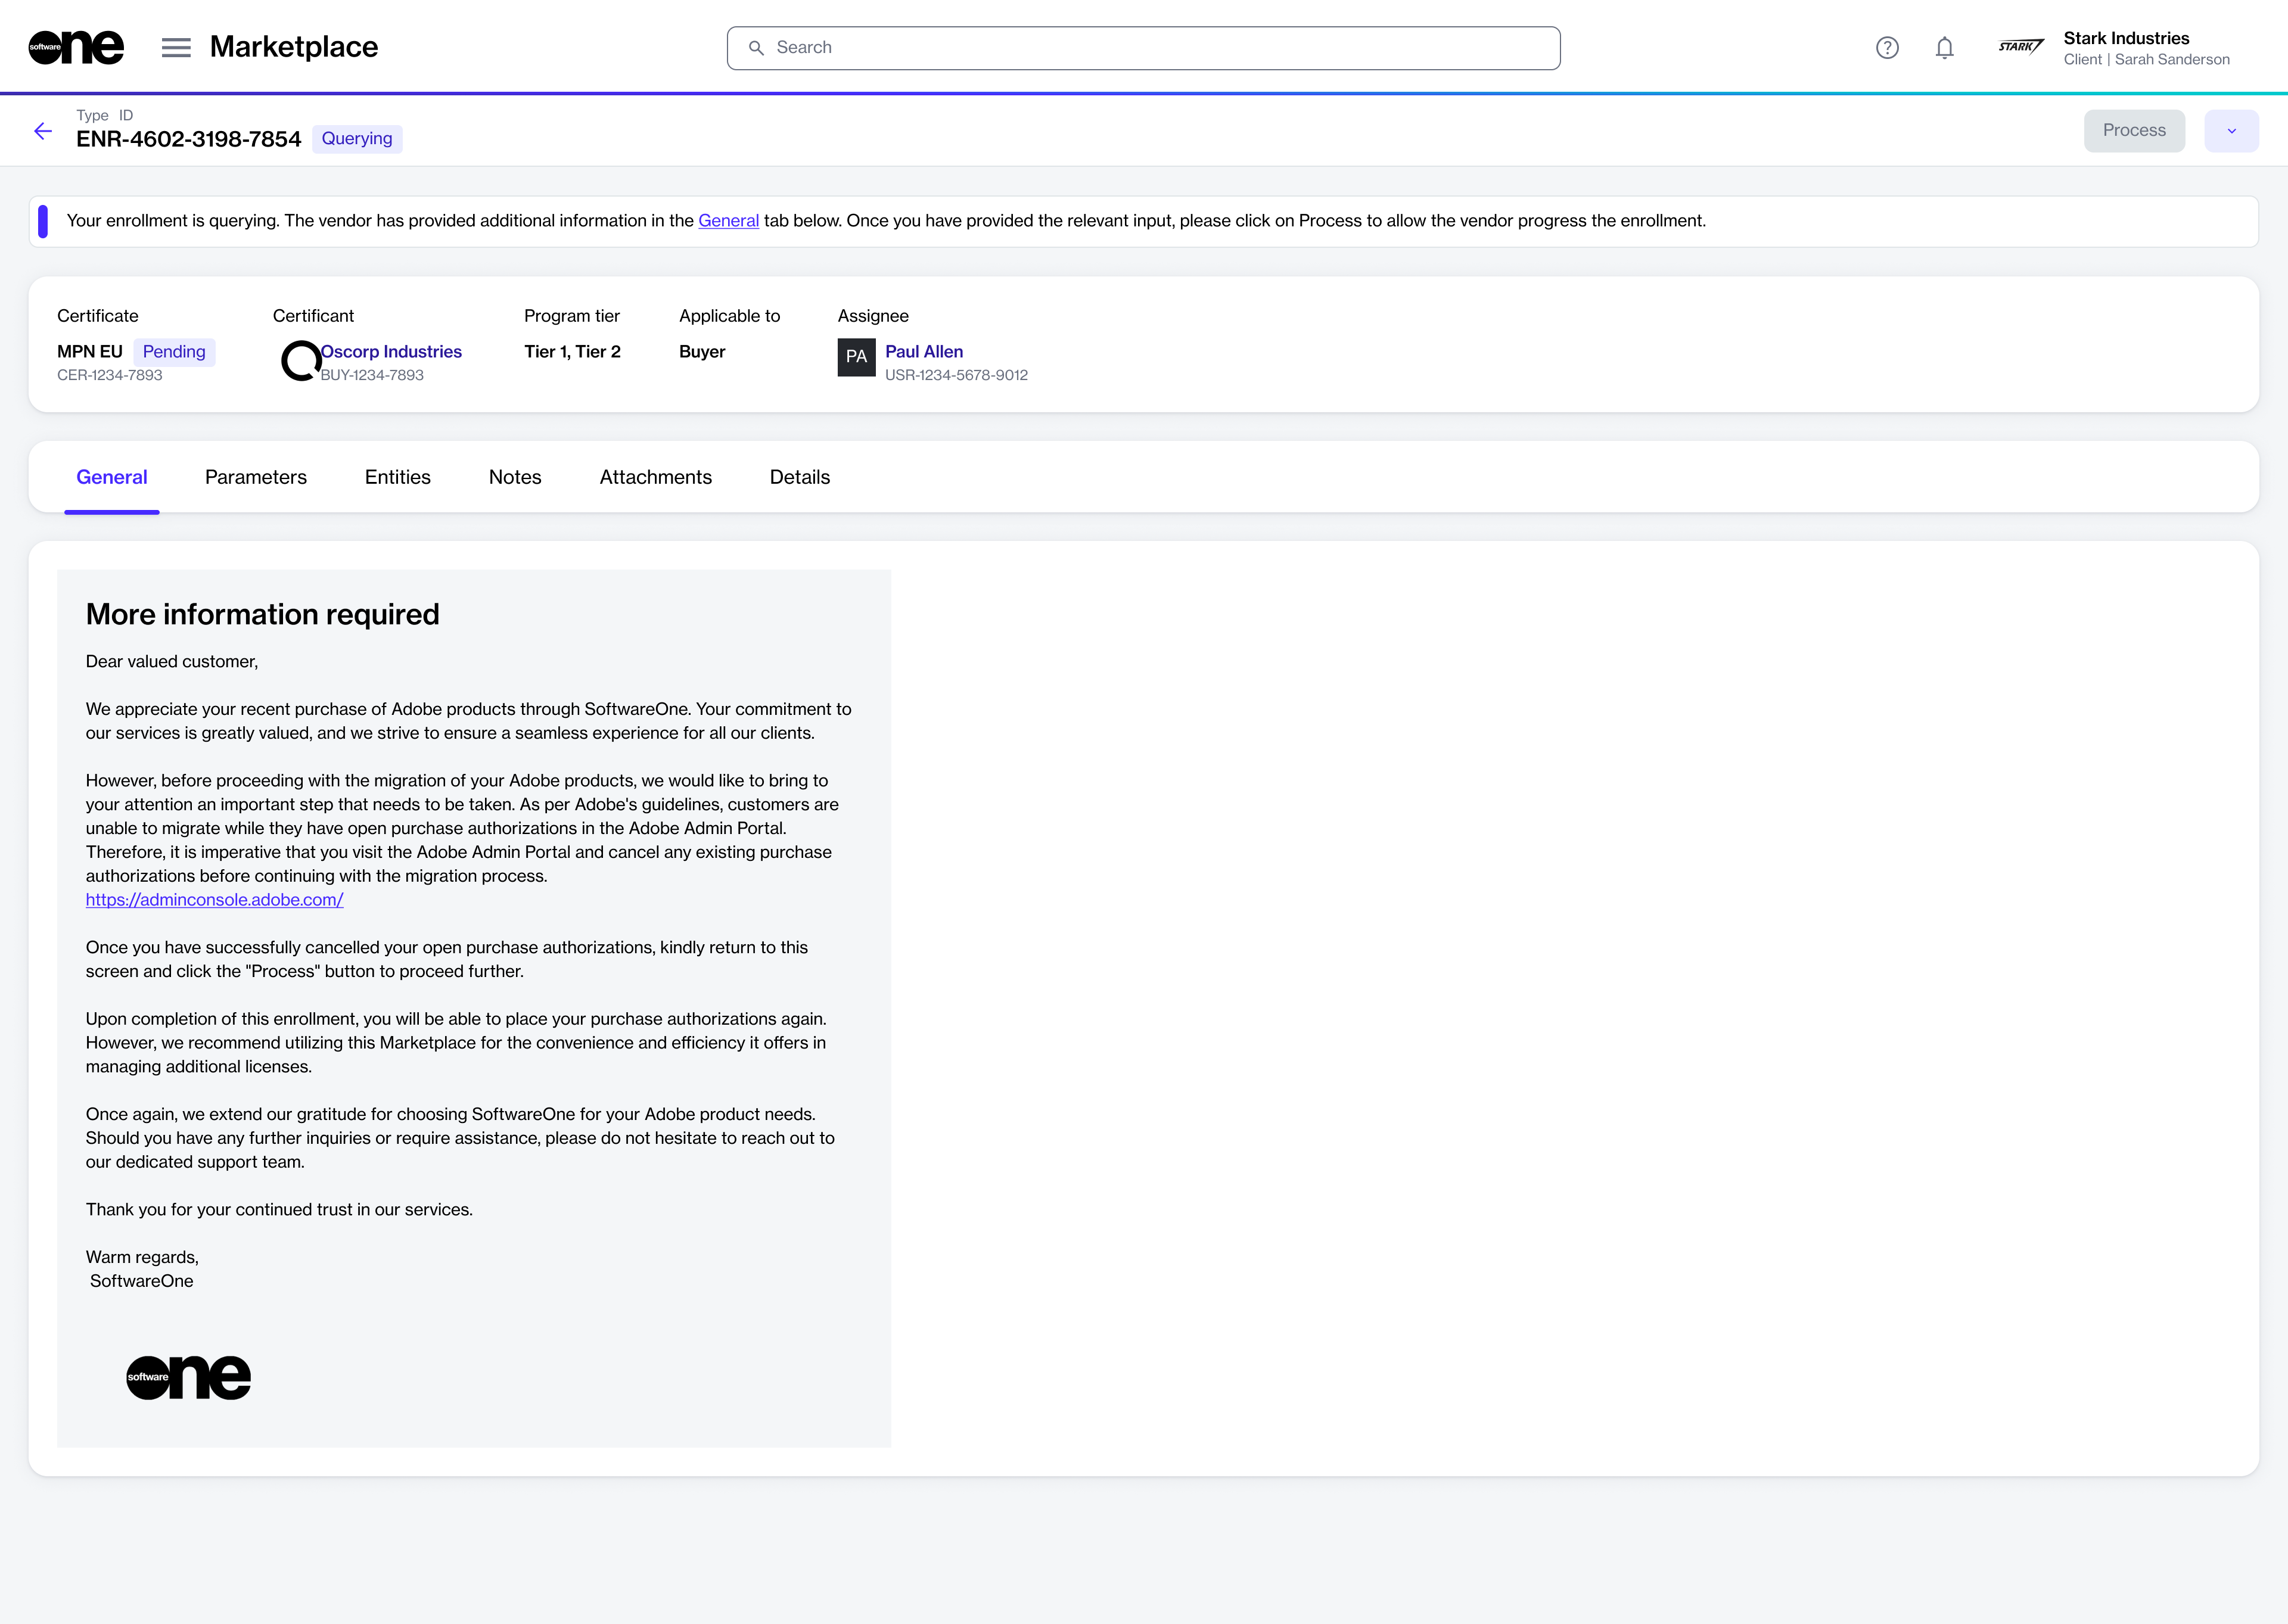 software one
Marketplace
Search
STARK
Stark Industries
Client | Sarah Sanderson
Type ID
ENR-4602-3198-7854
Querying
Process
Your enrollment is querying. The vendor has provided additional information in the General tab below. Once you have provided the relevant input, please click on Process to allow the vendor progress the enrollment.
Certificate
MPN EU
Pending
CER-1234-7893
Certificant
Oscorp Industries
BUY-1234-7893
Program tier
Tier 1, Tier 2
Applicable to
Buyer
Assignee
PA
Paul Allen
USR-1234-5678-9012
General
Parameters
Entities
Notes
Attachments
Details
More information required
Dear valued customer,
We appreciate your recent purchase of Adobe products through SoftwareOne. Your commitment to
our services is greatly valued, and we strive to ensure a seamless experience for all our clients.
However, before proceeding with the migration of your Adobe products, we would like to bring to
your attention an important step that needs to be taken. As per Adobe's guidelines, customers are
unable to migrate while they have open purchase authorizations in the Adobe Admin Portal.
Therefore, it is imperative that you visit the Adobe Admin Portal and cancel any existing purchase
authorizations before continuing with the migration process.
https://adminconsole.adobe.com/
Once you have successfully cancelled your open purchase authorizations, kindly return to this
screen and click the "Process" button to proceed further.
Upon completion of this enrollment, you will be able to place your purchase authorizations again.
However, we recommend utilizing this Marketplace for the convenience and efficiency it offers in
managing additional licenses.
Once again, we extend our gratitude for choosing SoftwareOne for your Adobe product needs.
Should you have any further inquiries or require assistance, please do not hesitate to reach out to
our dedicated support team.
Thank you for your continued trust in our services.
Warm regards,
SoftwareOne
software one